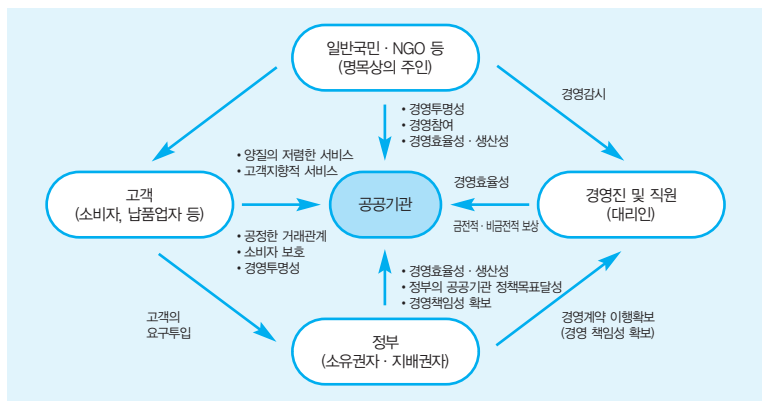 일반국민 · NGO 등
(명목상의 주인)
경영감시
• 경영투명성
• 경영참여
• 경영효율성 · 생산성
• 양질의 저렴한 서비스
• 고객지향적 서비스
고객
(소비자, 납품업자 등)
공공기관
경영효율성
금전적 · 비금전적 보상
경영진 및 직원
(대리인)
• 공정한 거래관계
• 소비자 보호
• 경영투명성
• 경영효율성 · 생산성
• 정부의 공공기관 정책목표달성
• 경영책임성 확보
고객의
요구투입
경영계약 이행확보
(경영 책임성 확보)
정부
(소유권자 · 지배권자)